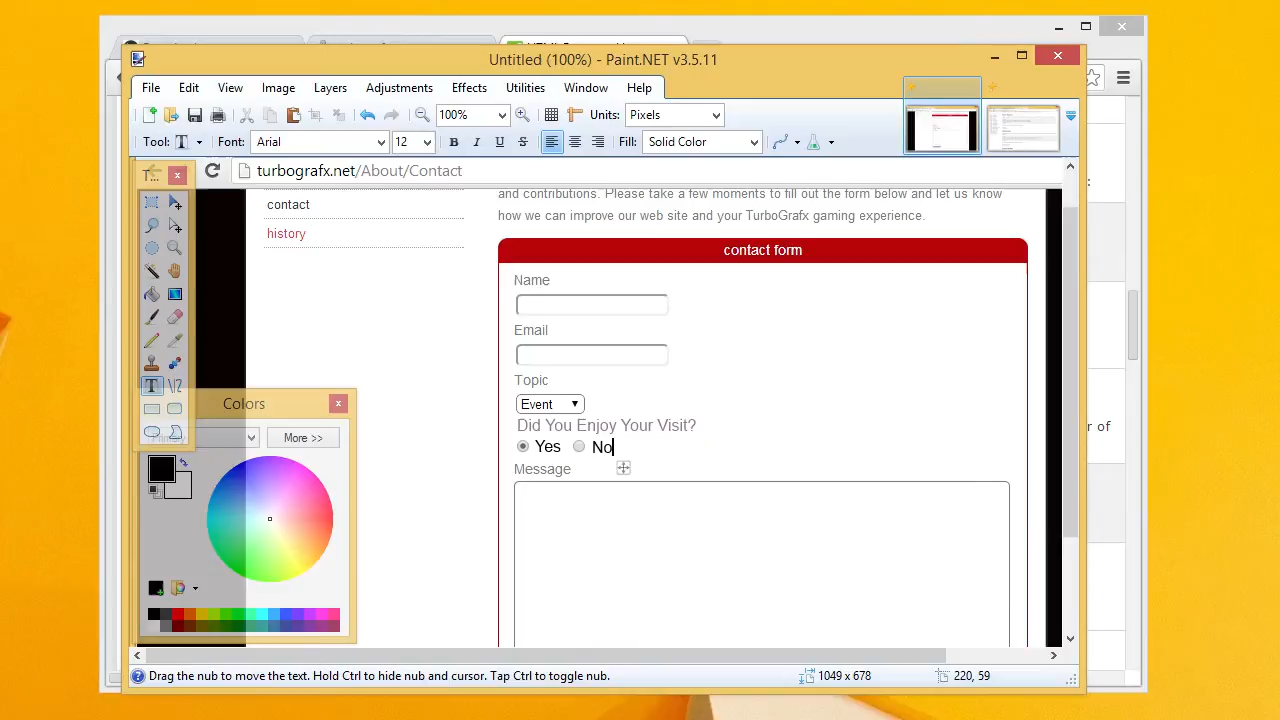 Untitled (100%) - Paint.NET v3.5.11
File Edit View Image Layers Adjustments Effects Utilities Window Help
100% Units: Pixels
Tool: T Font: Arial 12 B I U S Fill: Solid Color
T...
turbografx.net/About/Contact
contact
history
and contributions. Please take a few moments to fill out the form below and let us know
how we can improve our web site and your TurboGrafx gaming experience.
contact form
Name
Email
Topic
Event
Did You Enjoy Your Visit?
Yes No
Message
Colors
More >>
er of
Drag the nub to move the text. Hold Ctrl to hide nub and cursor. Tap Ctrl to toggle nub.
1049 x 678
220, 59